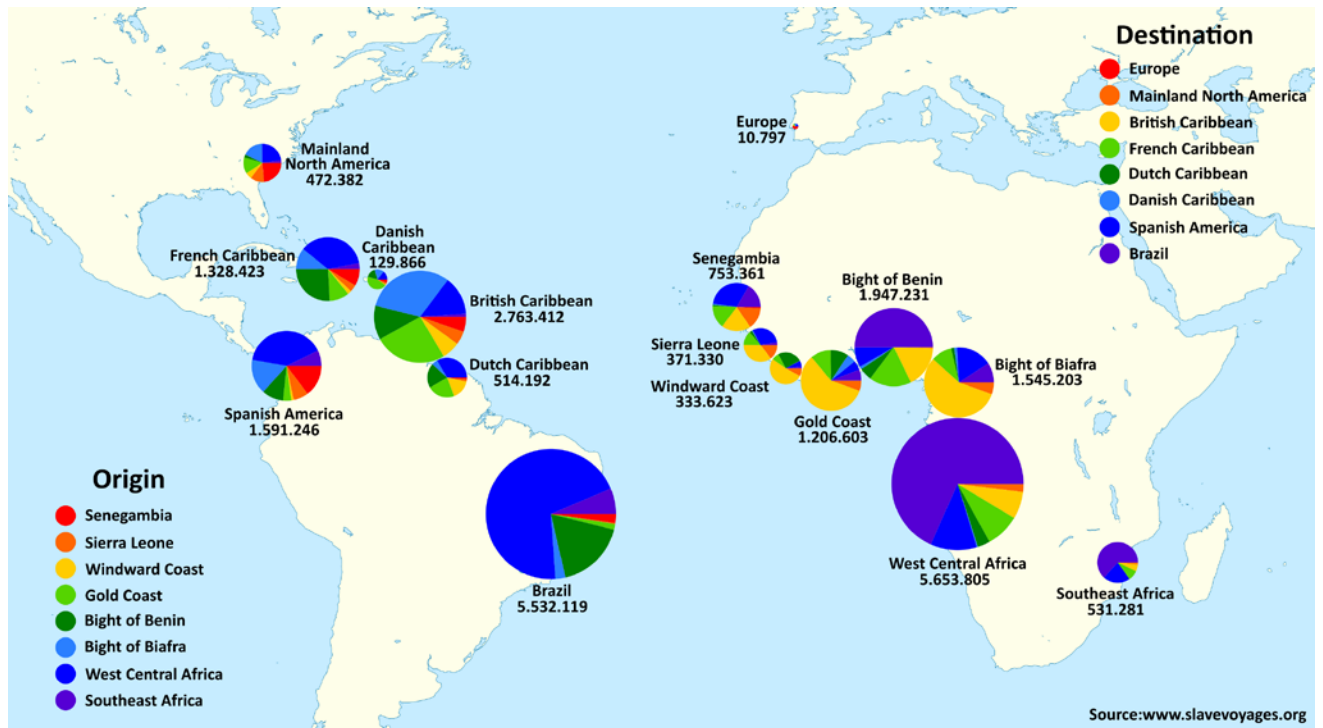 Destination
Europe
Mainland North America
British Caribbean
French Caribbean
Dutch Caribbean
Danish Caribbean
Spanish America
Brazil
Europe
10.797
Mainland
North America
472.382
Danish
Caribbean
129.866
French Caribbean
1.328.423
British Caribbean
2.763.412
Dutch Caribbean
514.192
Spanish America
1.591.246
Brazil
5.532.119
Senegambia
753.361
Sierra Leone
371.330
Windward Coast
333.623
Gold Coast
1.206.603
Bight of Benin
1.947.231
Bight of Biafra
1.545.203
West Central Africa
5.653.805
Southeast Africa
531.281
Origin
Senegambia
Sierra Leone
Windward Coast
Gold Coast
Bight of Benin
Bight of Biafra
West Central Africa
Southeast Africa
Source:www.slavevoyages.org